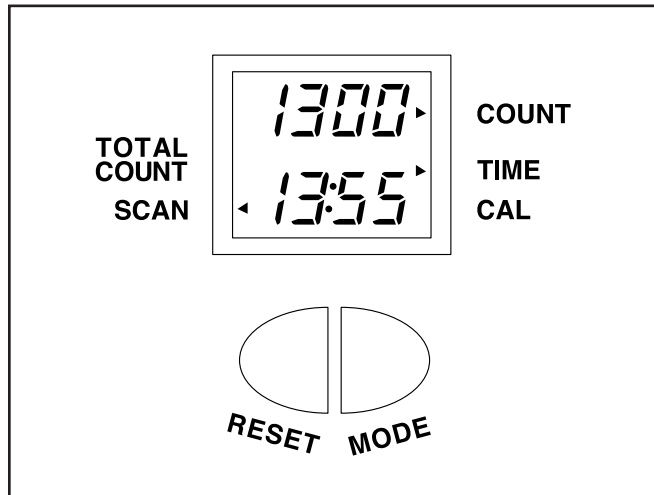 1300
COUNT
TOTAL
COUNT
TIME
13:55
SCAN
CAL
RESET
MODE